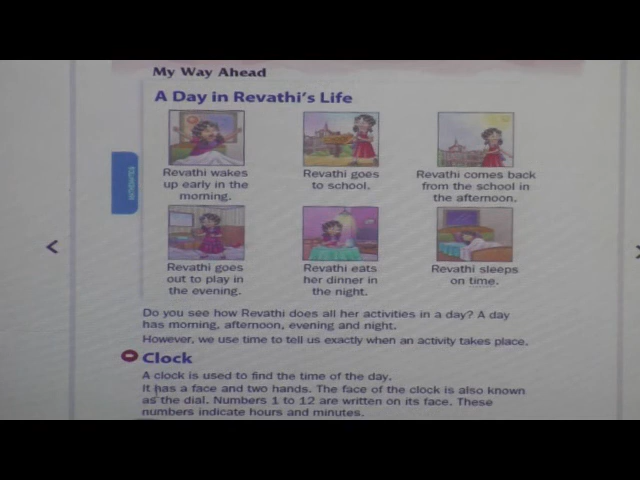 My Way Ahead
A Day in Revathi's Life
Revathi wakes
up early in the
morning.
Revathi goes
to school.
Revathi comes back
from the school in
the afternoon.
Revathi goes
out to play in
the evening.
Revathi eats
her dinner in
the night.
Revathi sleeps
on time.
Do you see how Revathi does all her activities in a day? A day
has morning, afternoon, evening and night.
However, we use time to tell us exactly when an activity takes place.
Clock
A clock is used to find the time of the day.
It has a face and two hands. The face of the clock is also known
as the dial. Numbers 1 to 12 are written on its face. These
numbers indicate hours and minutes.